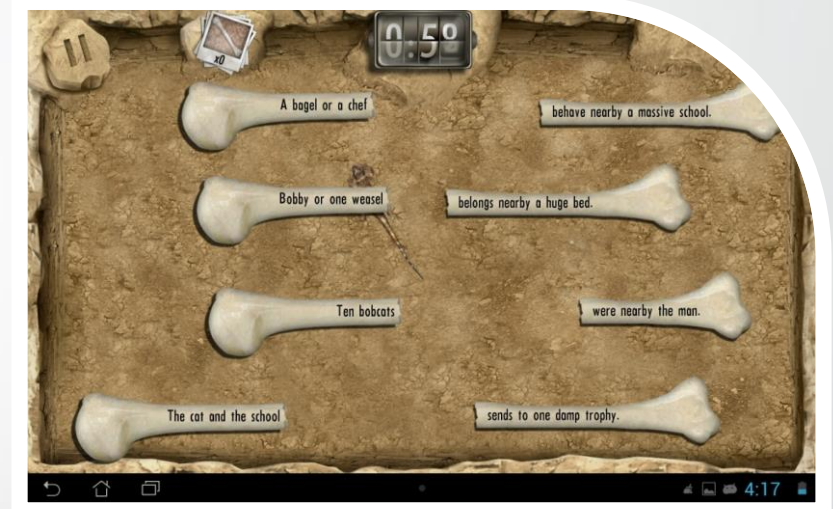 x0
0:59
A bagel or a chef
behave nearby a massive school.
Bobby or one weasel
belongs nearby a huge bed.
Ten bobcats
were nearby the man.
The cat and the school
sends to one damp trophy.
4:17